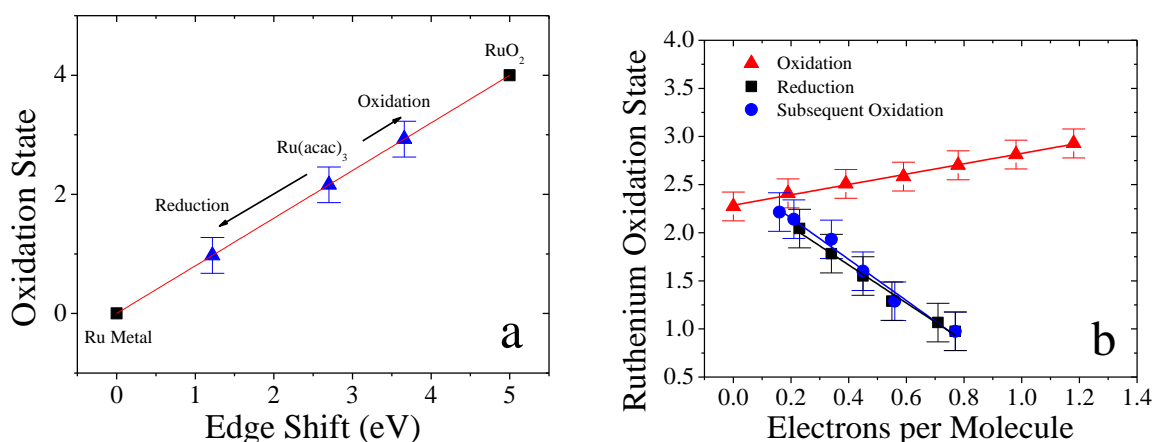 RuO2
Oxidation
Ru(acac)3
Reduction
Ru Metal
a
4
2
0
0 1 2 3 4 5
Oxidation State
Edge Shift (eV)
Oxidation
Reduction
Subsequent Oxidation
b
4.0
3.5
3.0
2.5
2.0
1.5
1.0
0.5
0.0 0.2 0.4 0.6 0.8 1.0 1.2 1.4
Ruthenium Oxidation State
Electrons per Molecule